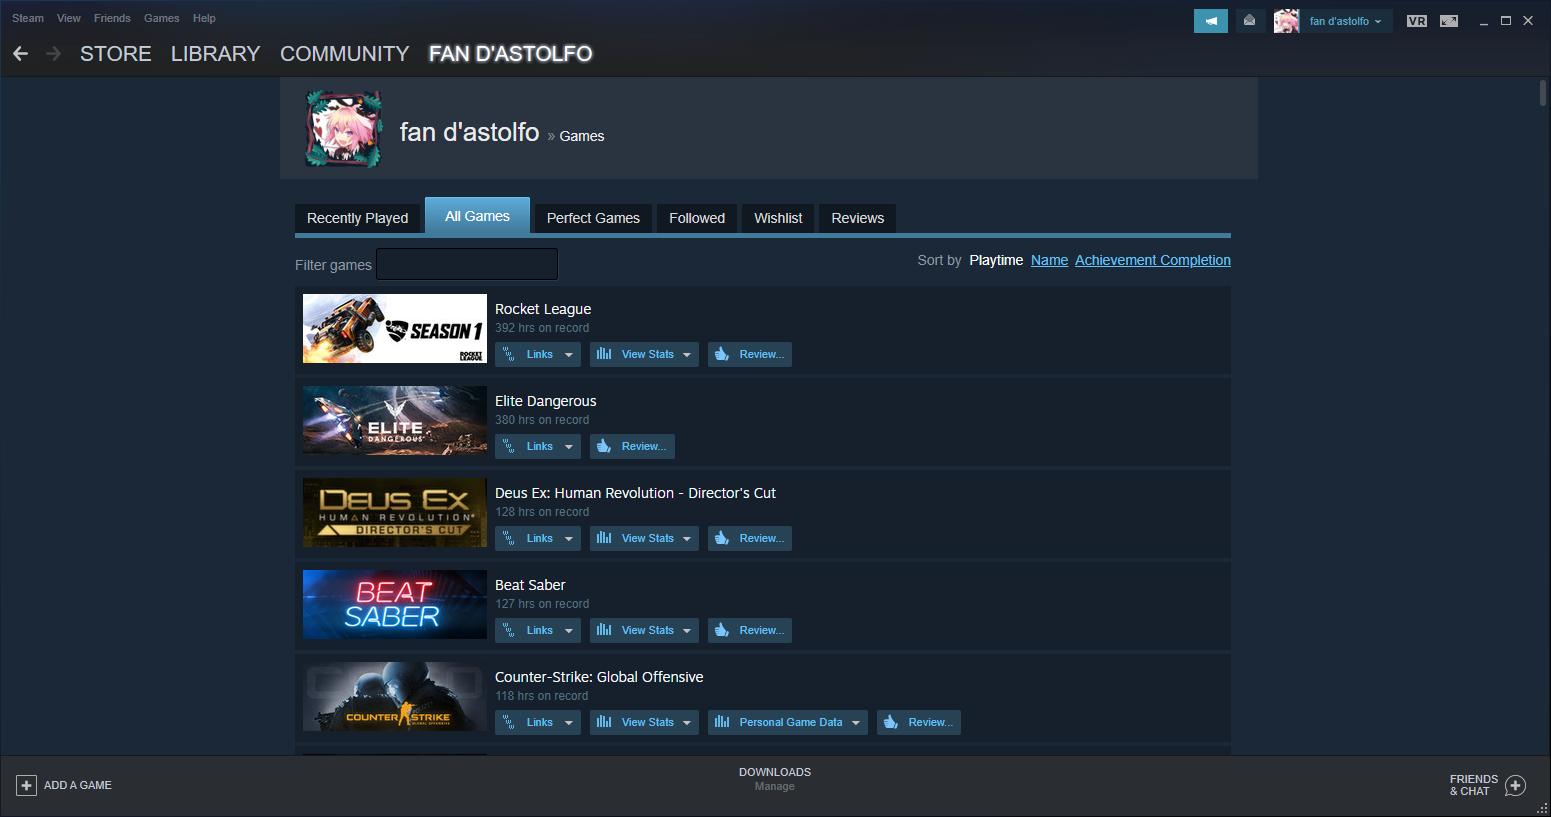 Steam View Friends Games Help
fan d'astolfo
VR
STORE LIBRARY COMMUNITY FAN D'ASTOLFO
fan d'astolfo » Games
Recently Played All Games Perfect Games Followed Wishlist Reviews
Filter games
Sort by Playtime Name Achievement Completion
SEASON 1
ROCKET LEAGUE
Rocket League
392 hrs on record
Links View Stats Review...
ELITE
DANGEROUS
Elite Dangerous
380 hrs on record
Links Review...
DEUS EX
HUMAN REVOLUTION
DIRECTOR'S CUT
Deus Ex: Human Revolution - Director's Cut
128 hrs on record
Links View Stats Review...
BEAT
SABER
Beat Saber
127 hrs on record
Links View Stats Review...
COUNTER STRIKE
GLOBAL OFFENSIVE
Counter-Strike: Global Offensive
118 hrs on record
Links View Stats Personal Game Data Review...
ADD A GAME
DOWNLOADS
Manage
FRIENDS
& CHAT